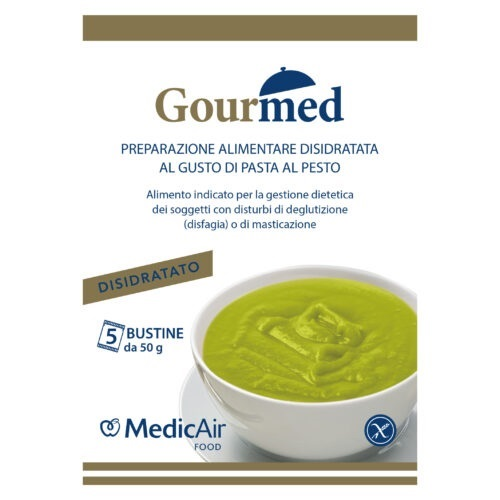 Gourmed
PREPARAZIONE ALIMENTARE DISIDRATATA
AL GUSTO DI PASTA AL PESTO
Alimento indicato per la gestione dietetica
dei soggetti con disturbi di deglutizione
(disfagia) o di masticazione
DISIDRATATO
5 BUSTINE
da 50 g
MedicAir
FOOD